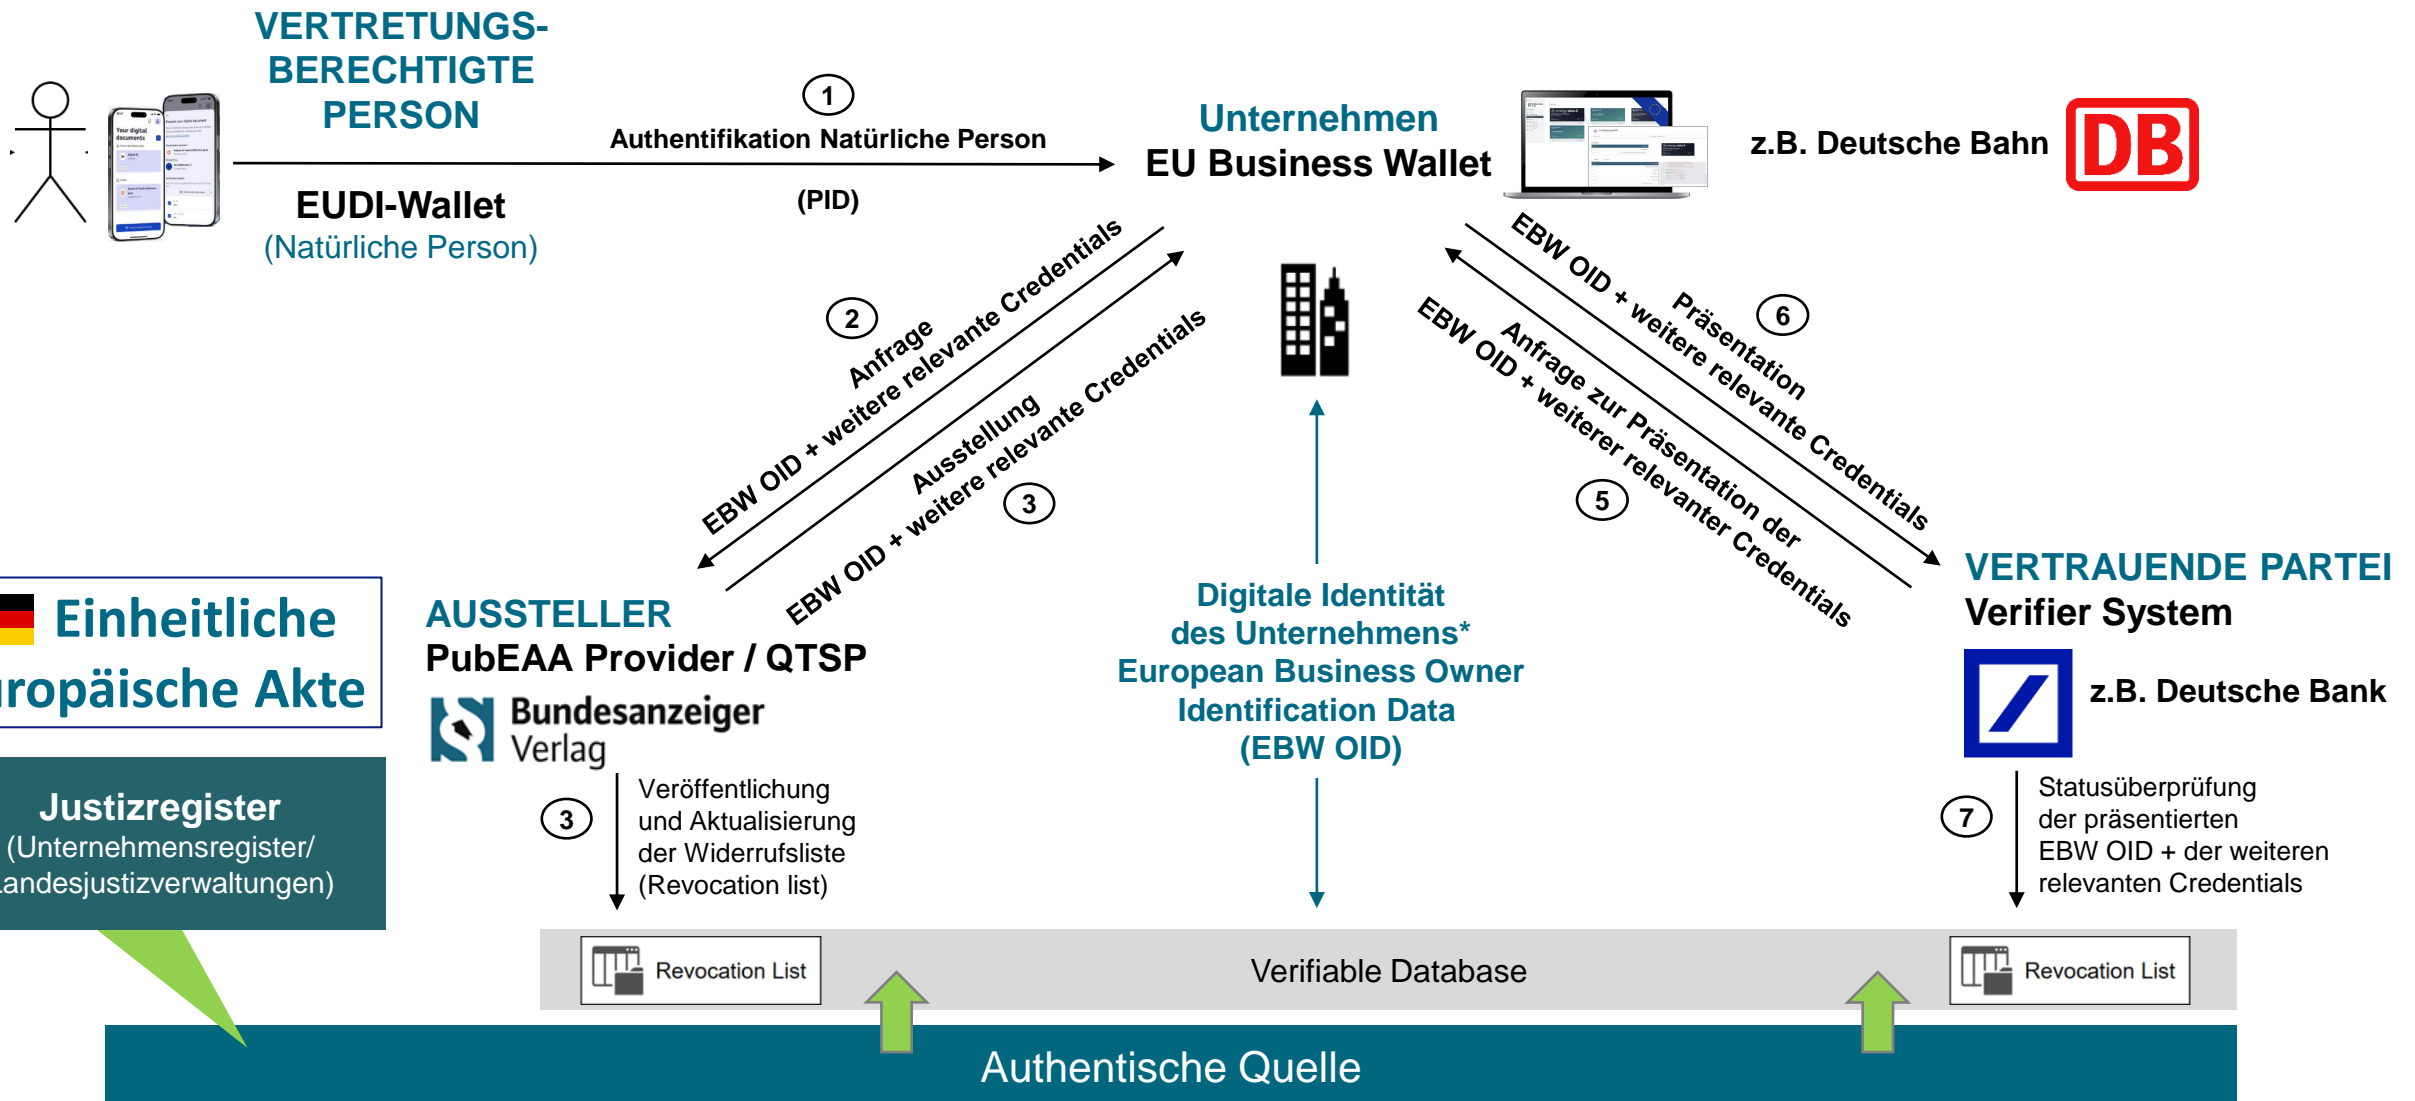 VERTRETUNGS-
BERECHTIGTE
PERSON
EUDI-Wallet
(Natürliche Person)
Your digital
documents
1
Authentifikation Natürliche Person
(PID)
Unternehmen
EU Business Wallet
z.B. Deutsche Bahn
DB
2
Anfrage
EBW OID + weitere relevante Credentials
Ausstellung
EBW OID + weitere relevante Credentials
3
EBW OID + weitere relevante Credentials
Präsentation
6
Anfrage zur Präsentation der
EBW OID + weiterer relevanter Credentials
5
Einheitliche
ropäische Akte
Justizregister
(Unternehmensregister/
andesjustizverwaltungen)
AUSSTELLER
PubEAA Provider / QTSP
Bundesanzeiger
Verlag
3
Veröffentlichung
und Aktualisierung
der Widerrufsliste
(Revocation list)
Digitale Identität
des Unternehmens*
European Business Owner
Identification Data
(EBW OID)
VERTRAUENDE PARTEI
Verifier System
z.B. Deutsche Bank
7
Statusüberprüfung
der präsentierten
EBW OID + der weiteren
relevanten Credentials
Revocation List
Verifiable Database
Revocation List
Authentische Quelle